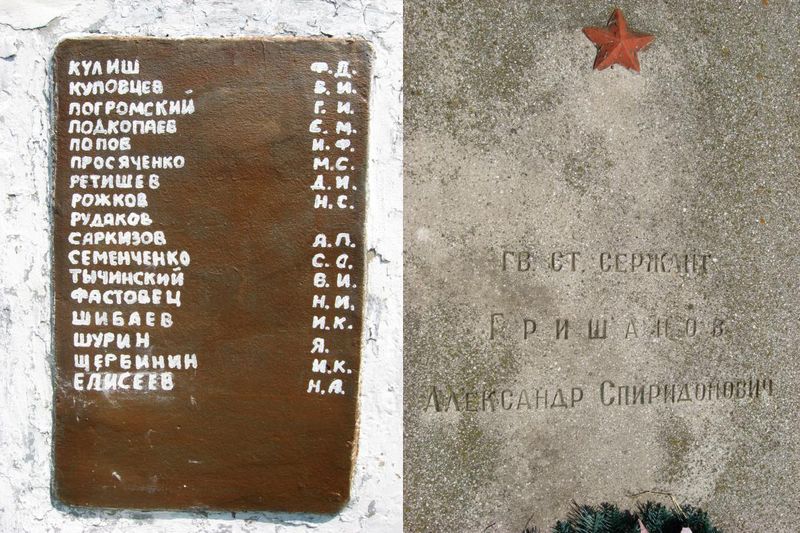 КУЛИШ Ф.Д.
КУПОВЦЕВ В.И.
ПОГРОМСКИЙ Г.И.
ПОДКОПАЕВ Е.М.
ПОПОВ И.Ф.
ПРОСЯЧЕНКО М.С.
РЕТИШЕВ Д.И.
РОЖКОВ Н.С.
РУДАКОВ
САРКИЗОВ А.П.
СЕМЕНЧЕНКО С.С.
ТЫЧИНСКИЙ В.И.
ФАСТОВЕЦ Н.И.
ШИБАЕВ И.К.
ШУРИН Я.
ЩЕРБИНИН И.К.
ЕЛИСЕЕВ Н.А.
ГВ. СТ. СЕРЖАНТ
ГРИШАНОВ
АЛЕКСАНДР СПИРИДОНОВИЧ